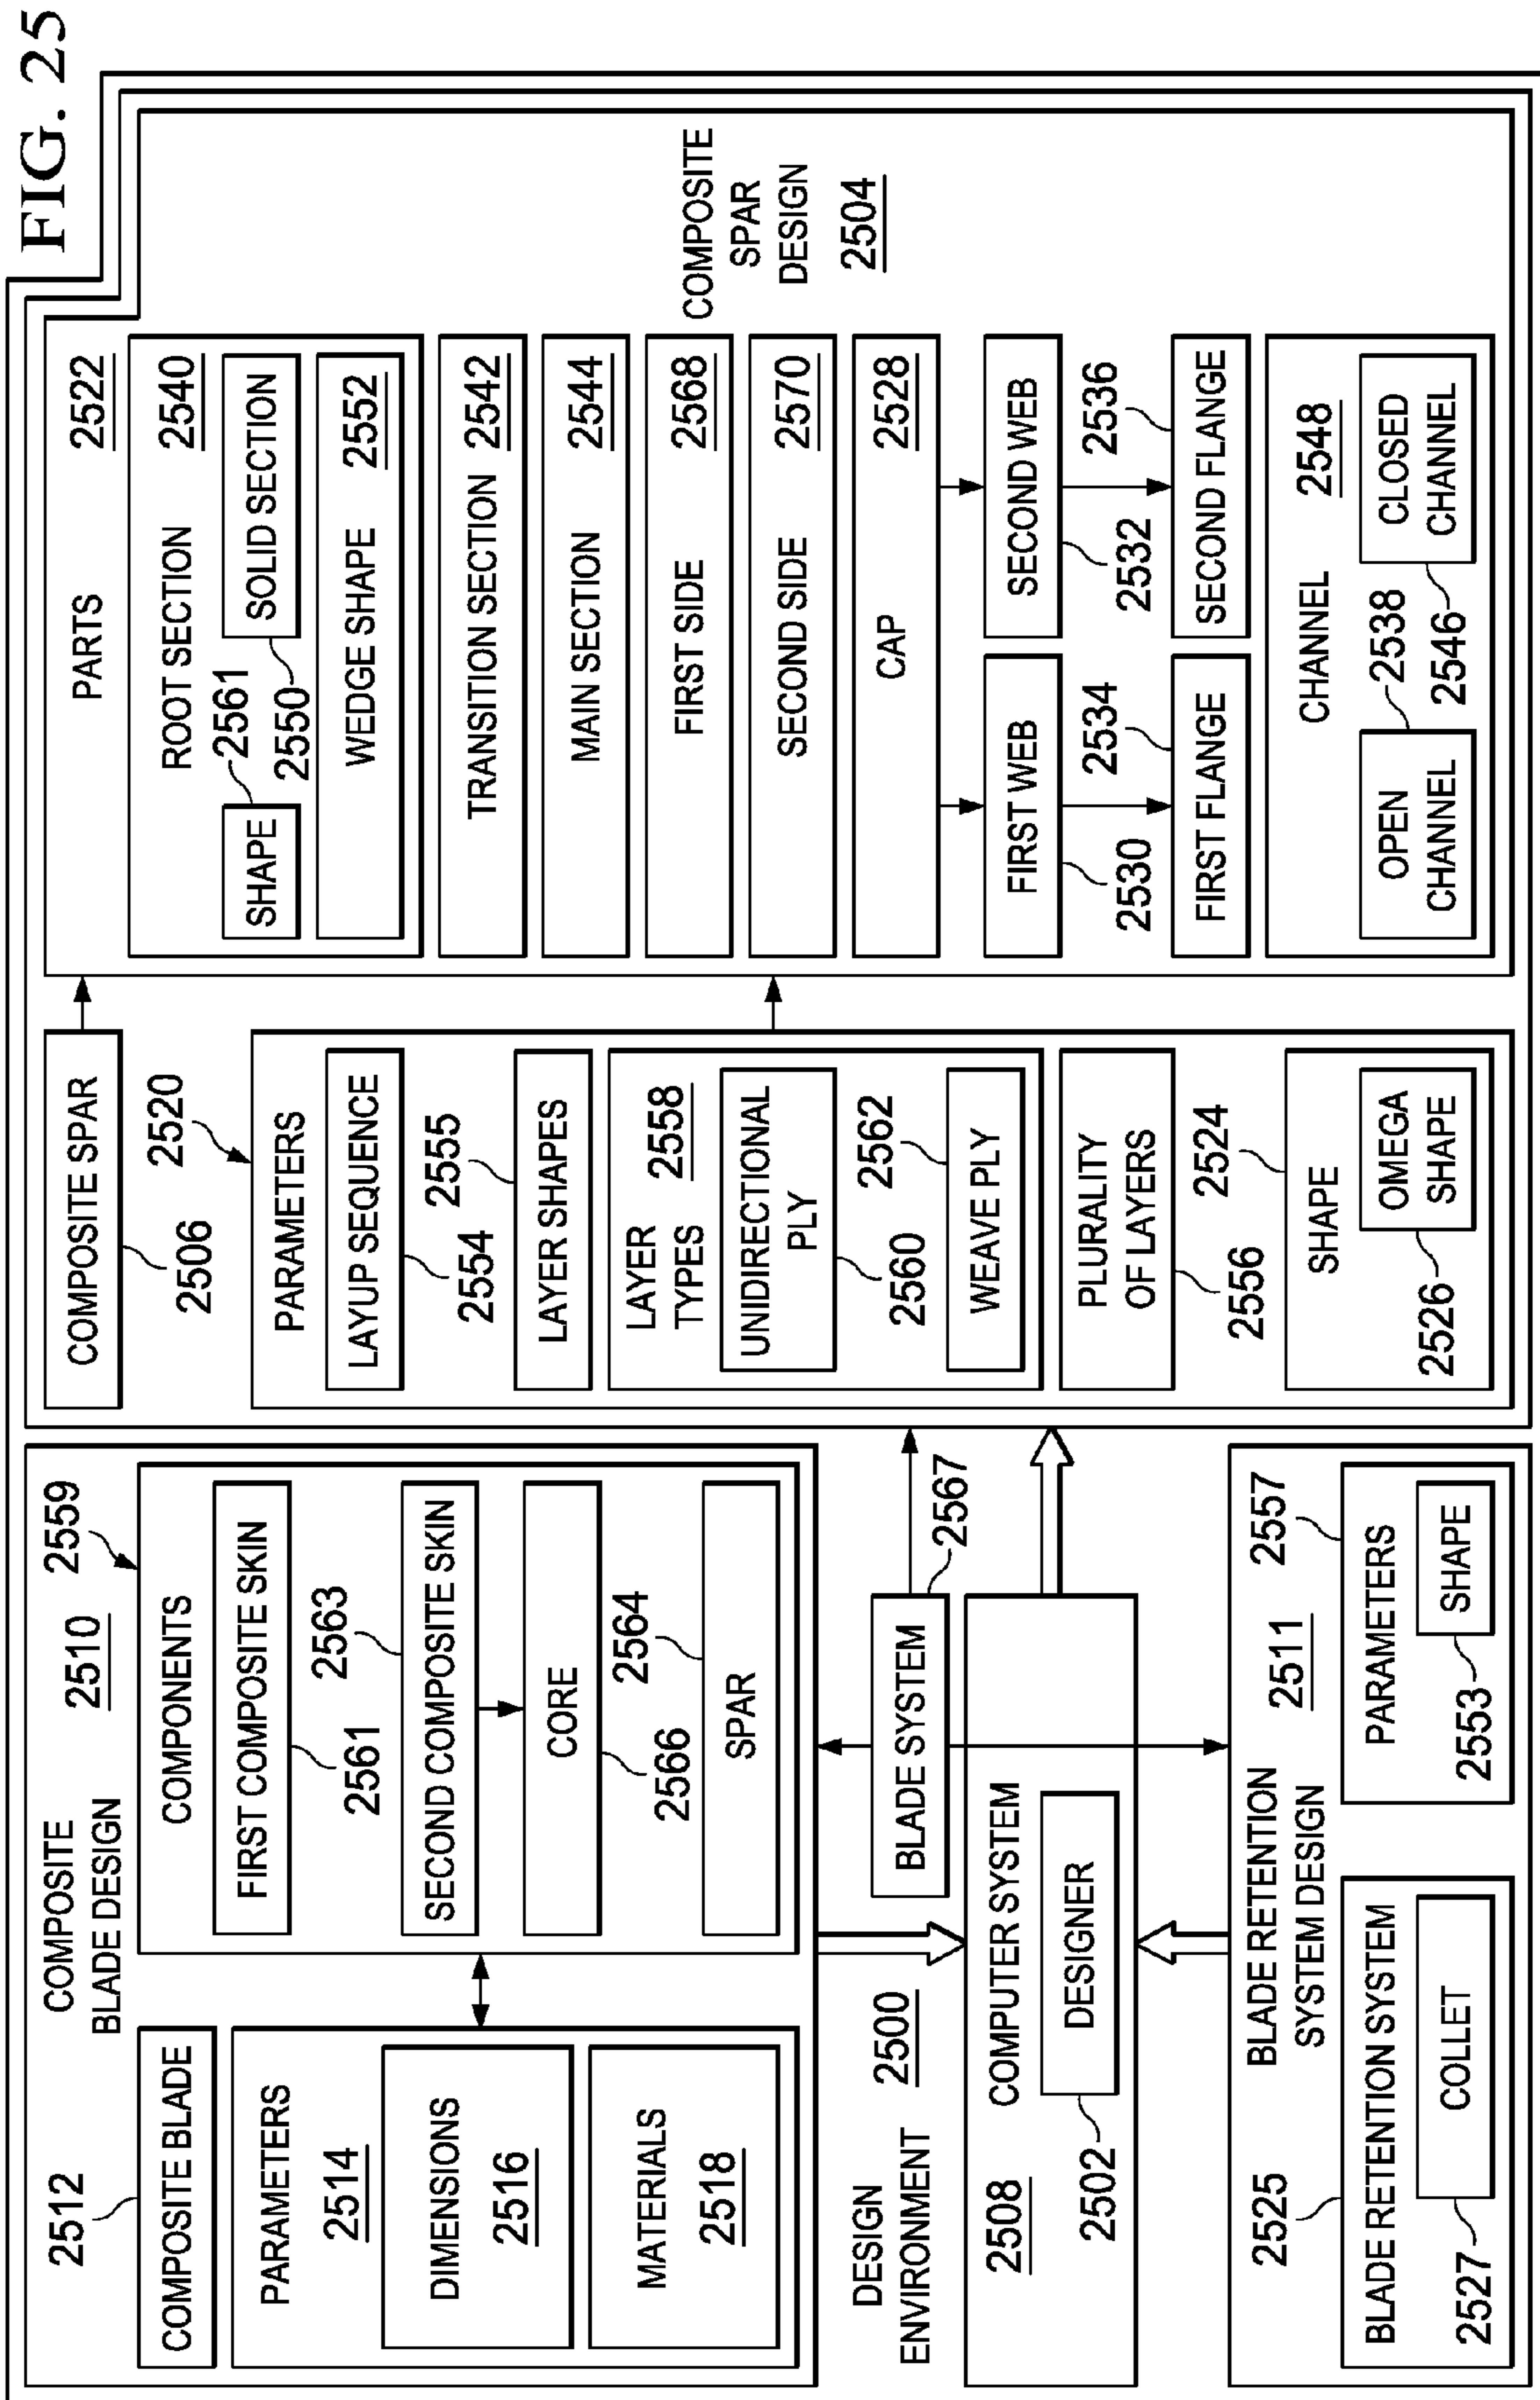 FIG. 25
COMPOSITE
BLADE DESIGN
2510
2512
COMPOSITE BLADE
PARAMETERS
2514
DIMENSIONS
2516
MATERIALS
2518
2559
COMPONENTS
FIRST COMPOSITE SKIN
2561
2563
SECOND COMPOSITE SKIN
CORE
2566
2564
SPAR
DESIGN
ENVIRONMENT
2500
BLADE SYSTEM
2567
COMPUTER SYSTEM
2508
DESIGNER
2502
BLADE RETENTION
SYSTEM DESIGN
2511
2525
BLADE RETENTION SYSTEM
COLLET
2527
2557
PARAMETERS
SHAPE
2553
COMPOSITE SPAR
2506
2520
PARAMETERS
LAYUP SEQUENCE
2554
2555
LAYER SHAPES
LAYER
TYPES
2558
UNIDIRECTIONAL
PLY
2560
2562
WEAVE PLY
PLURALITY
OF LAYERS
2556
2524
SHAPE
OMEGA
SHAPE
2526
PARTS
2522
ROOT SECTION
2540
SHAPE
2561
SOLID SECTION
2550
WEDGE SHAPE
2552
TRANSITION SECTION
2542
MAIN SECTION
2544
FIRST SIDE
2568
SECOND SIDE
2570
CAP
2528
FIRST WEB
2530
SECOND WEB
2532
2534
FIRST FLANGE
2536
SECOND FLANGE
CHANNEL
2548
OPEN
CHANNEL
2538
CLOSED
CHANNEL
2546
COMPOSITE
SPAR
DESIGN
2504